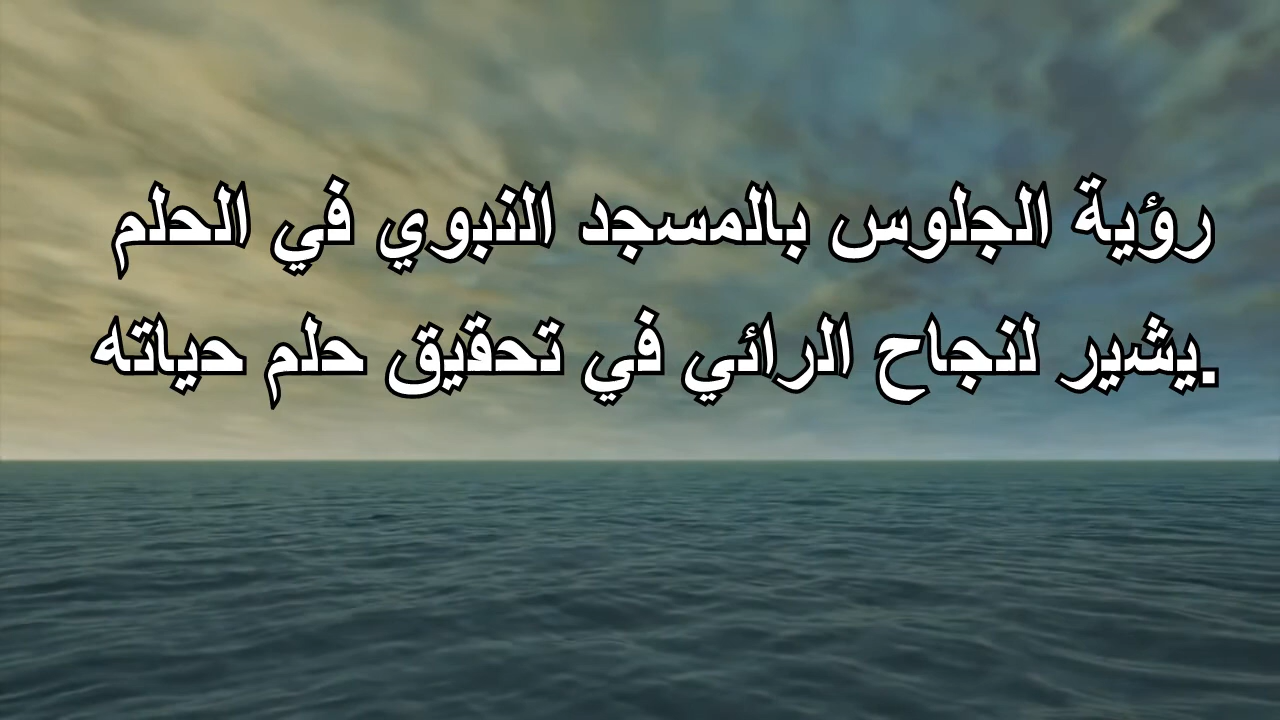 رؤية الجلوس بالمسجد النبوي في الحلم
.يشير لنجاح الرائي في تحقيق حلم حياته